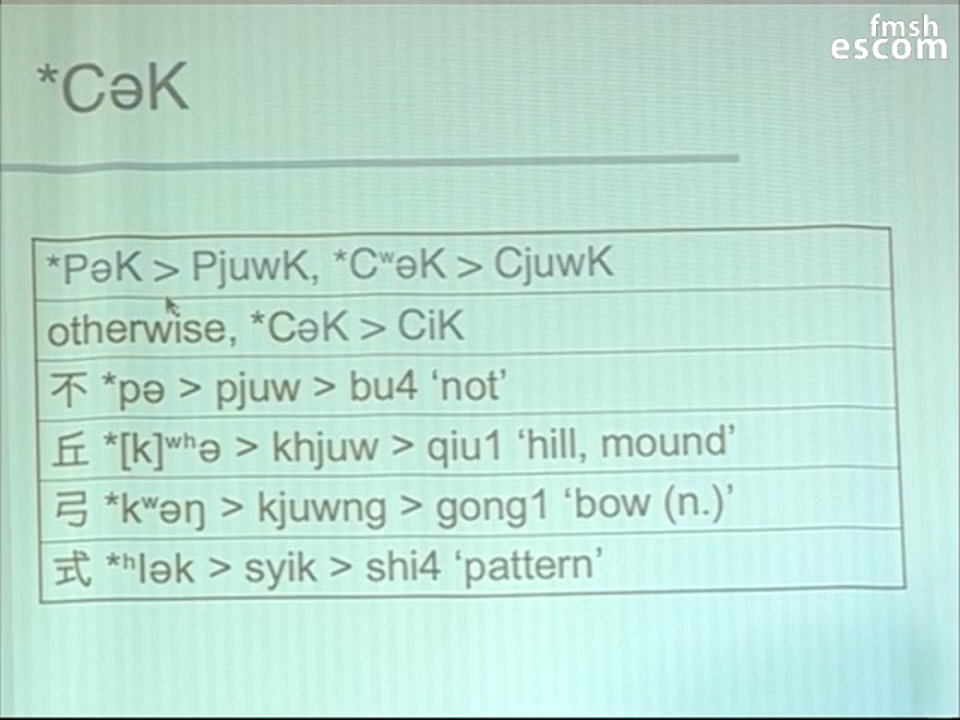 fmsh
escom
*CəK
*PəK > PjuwK, *CʷəK > CjuwK
otherwise, *CəK > CiK
不 *pə > pjuw > bu4 ‘not’
丘 *[k]ʷʰə > khjuw > qiu1 ‘hill, mound’
弓 *kʷəŋ > kjuwng > gong1 ‘bow (n.)’
式 *ʰlək > syik > shi4 ‘pattern’